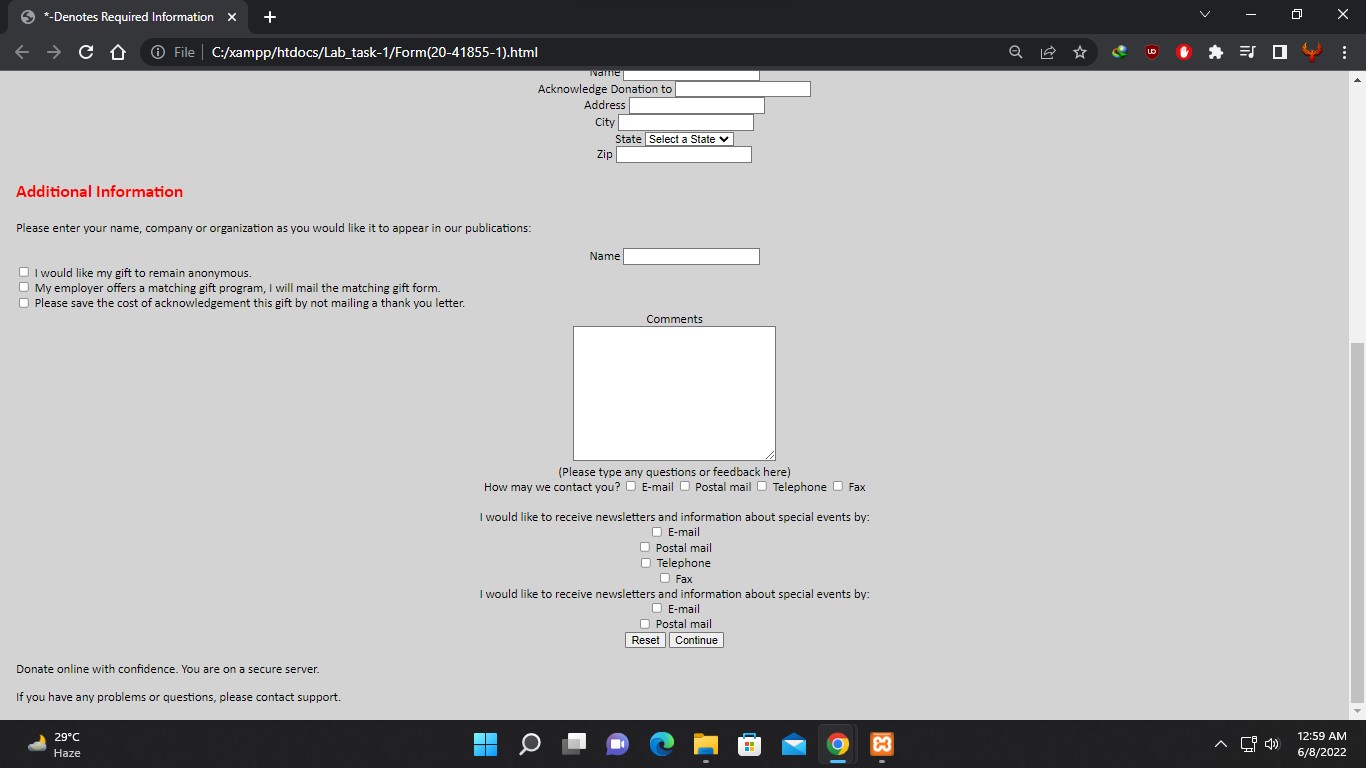 *-Denotes Required Information
File C:/xampp/htdocs/Lab_task-1/Form(20-41855-1).html
Name
Acknowledge Donation to
Address
City
State Select a State
Zip
Additional Information
Please enter your name, company or organization as you would like it to appear in our publications:
Name
I would like my gift to remain anonymous.
My employer offers a matching gift program, I will mail the matching gift form.
Please save the cost of acknowledgement this gift by not mailing a thank you letter.
Comments
(Please type any questions or feedback here)
How may we contact you? E-mail Postal mail Telephone Fax
I would like to receive newsletters and information about special events by:
E-mail
Postal mail
Telephone
Fax
I would like to receive newsletters and information about special events by:
E-mail
Postal mail
Reset Continue
Donate online with confidence. You are on a secure server.
If you have any problems or questions, please contact support.
29°C
Haze
12:59 AM
6/8/2022